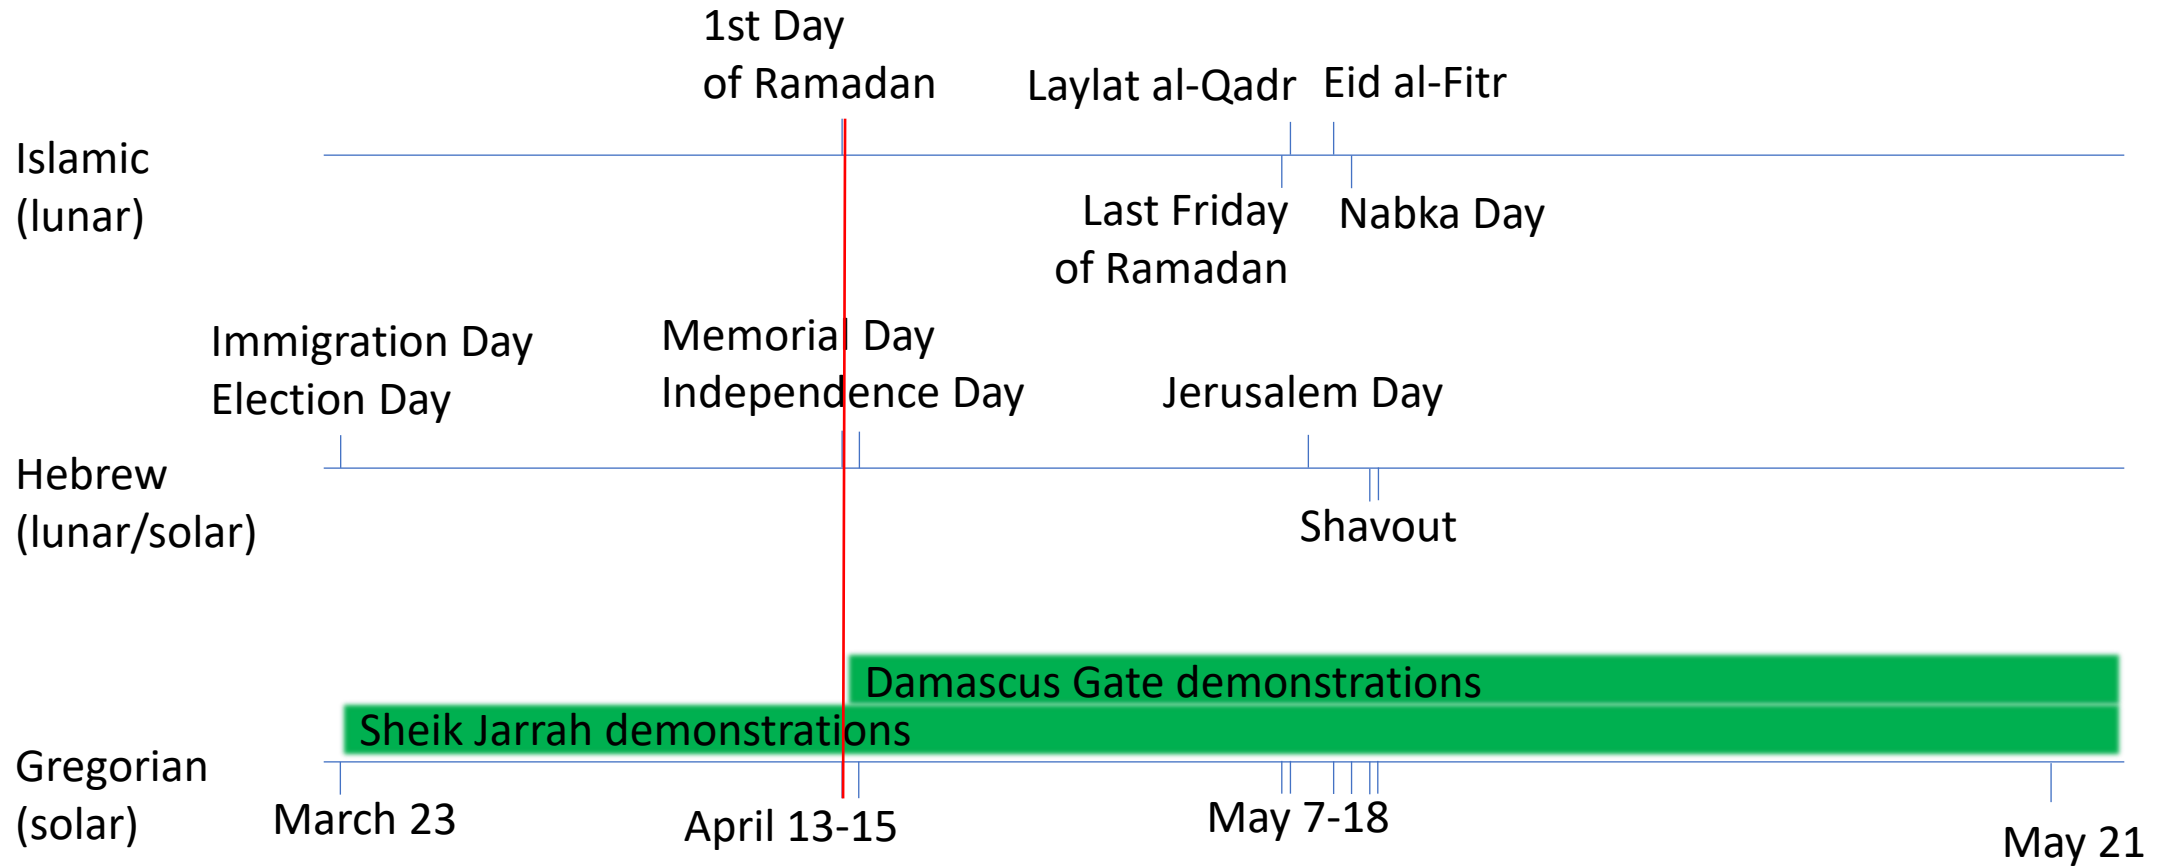 1st Day
of Ramadan
Laylat al-Qadr
Eid al-Fitr
Islamic
(lunar)
Last Friday
of Ramadan
Nabka Day
Immigration Day
Election Day
Memorial Day
Independence Day
Jerusalem Day
Hebrew
(lunar/solar)
Shavout
Damascus Gate demonstrations
Sheik Jarrah demonstrations
Gregorian
(solar)
March 23
April 13-15
May 7-18
May 21